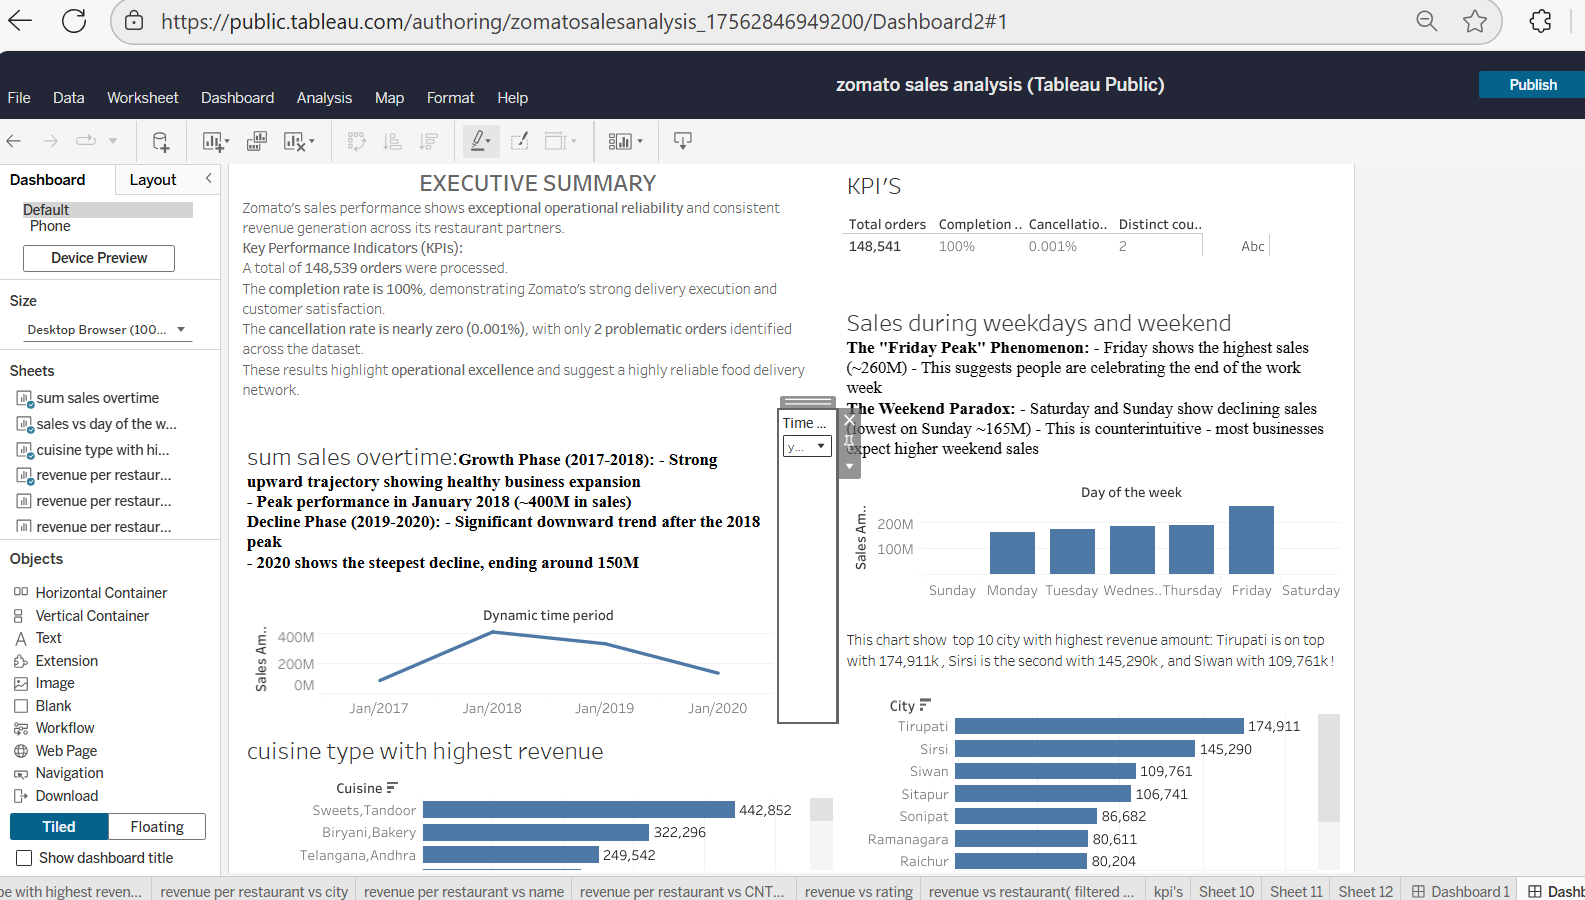 https://public.tableau.com/authoring/zomatosalesanalysis_17562846949200/Dashboard2#1
zomato sales analysis (Tableau Public)
Publish
File Data Worksheet Dashboard Analysis Map Format Help
Dashboard
Layout
Default
Phone
Device Preview
Size
Desktop Browser (100...
Sheets
sum sales overtime
sales vs day of the w...
cuisine type with hi...
revenue per restaur...
revenue per restaur...
revenue per restaur...
Objects
Horizontal Container
Vertical Container
Text
Extension
Image
Blank
Workflow
Web Page
Navigation
Download
Tiled
Floating
Show dashboard title
EXECUTIVE SUMMARY
Zomato's sales performance shows exceptional operational reliability and consistent
revenue generation across its restaurant partners.
Key Performance Indicators (KPIs):
A total of 148,539 orders were processed.
The completion rate is 100%, demonstrating Zomato's strong delivery execution and
customer satisfaction.
The cancellation rate is nearly zero (0.001%), with only 2 problematic orders identified
across the dataset.
These results highlight operational excellence and suggest a highly reliable food delivery
network.
sum sales overtime:Growth Phase (2017-2018): - Strong
upward trajectory showing healthy business expansion
- Peak performance in January 2018 (~400M in sales)
Decline Phase (2019-2020): - Significant downward trend after the 2018
peak
- 2020 shows the steepest decline, ending around 150M
Dynamic time period
Sales Am..
400M
200M
0M
Jan/2017 Jan/2018 Jan/2019 Jan/2020
Time ...
y...
cuisine type with highest revenue
Cuisine
Sweets,Tandoor 442,852
Biryani,Bakery 322,296
Telangana,Andhra 249,542
KPI'S
Total orders Completion .. Cancellatio.. Distinct cou..
148,541 100% 0.001% 2 Abc
Sales during weekdays and weekend
The "Friday Peak" Phenomenon: - Friday shows the highest sales
(~260M) - This suggests people are celebrating the end of the work
week
The Weekend Paradox: - Saturday and Sunday show declining sales
(lowest on Sunday ~165M) - This is counterintuitive - most businesses
expect higher weekend sales
Day of the week
Sales Am..
200M
100M
Sunday Monday Tuesday Wednes.. Thursday Friday Saturday
This chart show top 10 city with highest revenue amount: Tirupati is on top
with 174,911k , Sirsi is the second with 145,290k , and Siwan with 109,761k !
City
Tirupati 174,911
Sirsi 145,290
Siwan 109,761
Sitapur 106,741
Sonipat 86,682
Ramanagara 80,611
Raichur 80,204
pe with highest reven... revenue per restaurant vs city revenue per restaurant vs name revenue per restaurant vs CNT... revenue vs rating revenue vs restaurant( filtered ... kpi's Sheet 10 Sheet 11 Sheet 12 Dashboard 1 Dashb